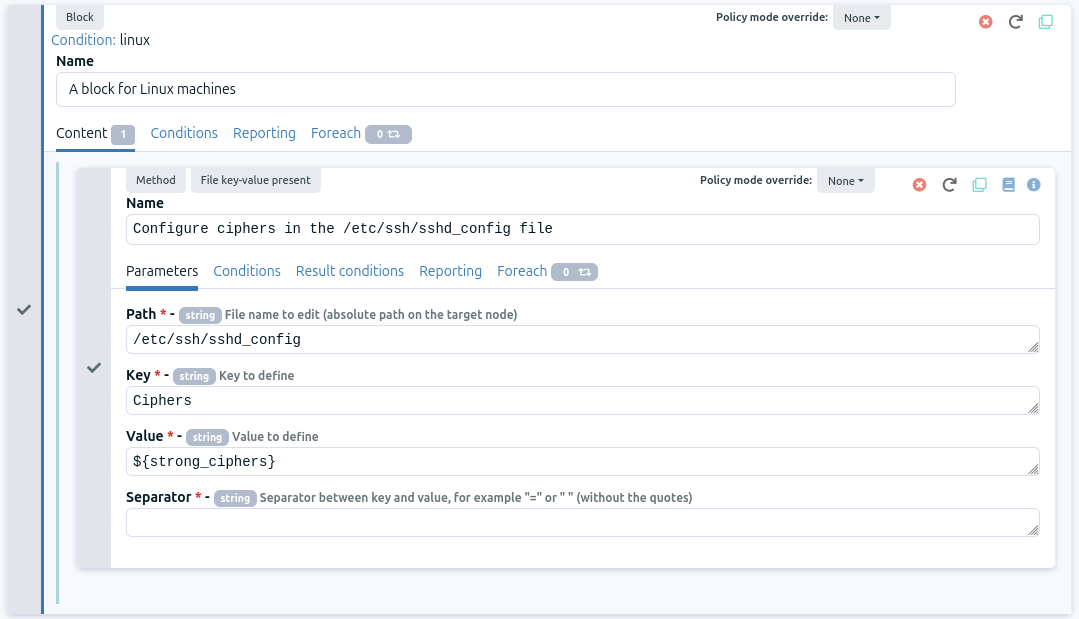 Block Policy mode override: None
Condition: linux
Name
A block for Linux machines
Content 1 Conditions Reporting Foreach 0
Method File key-value present Policy mode override: None
Name
Configure ciphers in the /etc/ssh/sshd_config file
Parameters Conditions Result conditions Reporting Foreach 0
Path * - string File name to edit (absolute path on the target node)
/etc/ssh/sshd_config
Key * - string Key to define
Ciphers
Value * - string Value to define
${strong_ciphers}
Separator * - string Separator between key and value, for example "=" or " " (without the quotes)